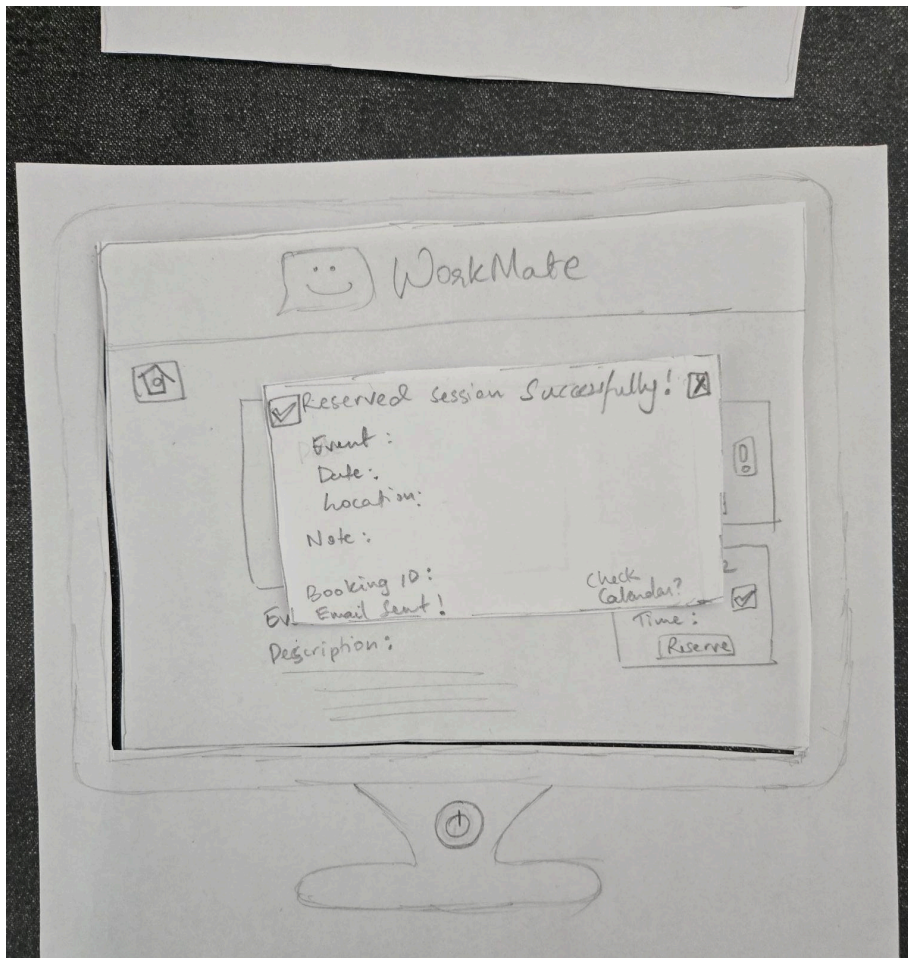 WorkMate
Reserved session Successfully!
Event :
Date :
Location:
Note :
Booking ID :
Email Sent !
Check
Calendar?
Time :
Reserve
Description :